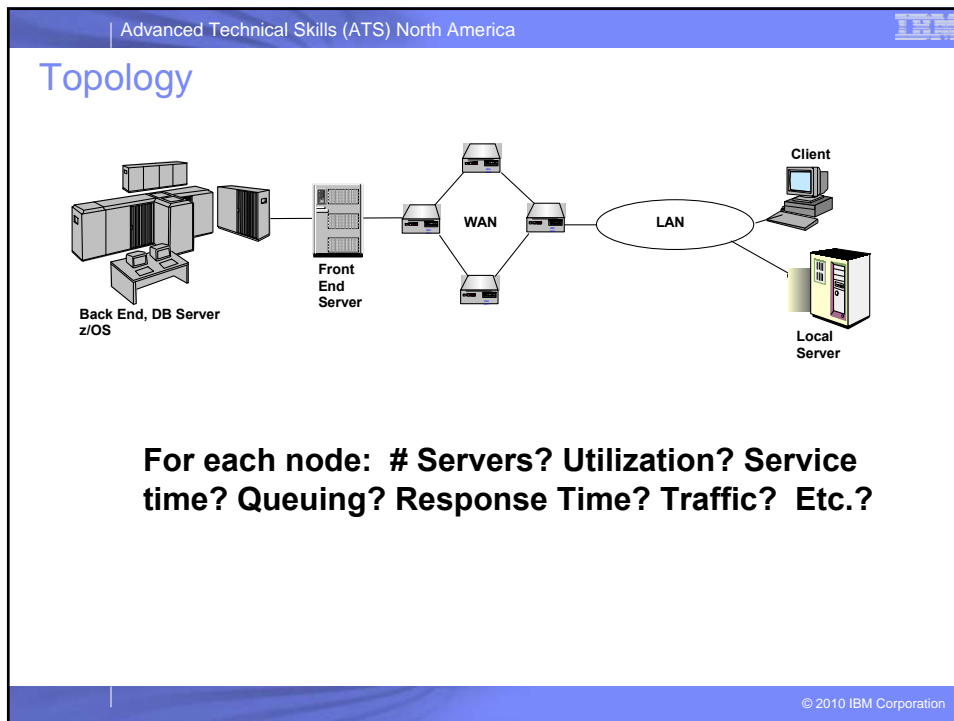 Advanced Technical Skills (ATS) North America
IBM
Topology
Client
WAN
LAN
Front
End
Server
Back End, DB Server
z/OS
Local
Server
For each node: # Servers? Utilization? Service
time? Queuing? Response Time? Traffic? Etc.?
© 2010 IBM Corporation